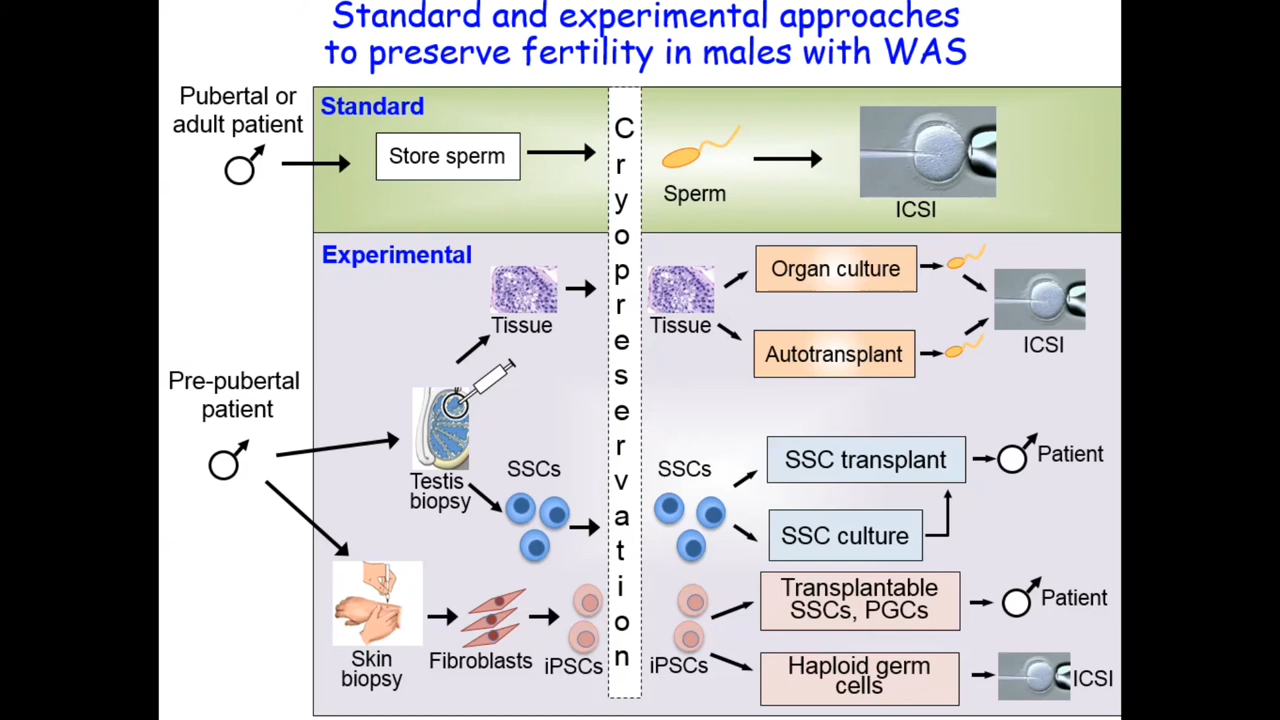 Standard and experimental approaches
to preserve fertility in males with WAS
Pubertal or
adult patient
Standard
Store sperm
Cryopreservation
Sperm
ICSI
Experimental
Pre-pubertal
patient
Tissue
Tissue
Organ culture
Autotransplant
ICSI
Testis
biopsy
SSCs
SSCs
SSC transplant
Patient
SSC culture
Skin
biopsy
Fibroblasts
iPSCs
iPSCs
Transplantable
SSCs, PGCs
Patient
Haploid germ
cells
ICSI